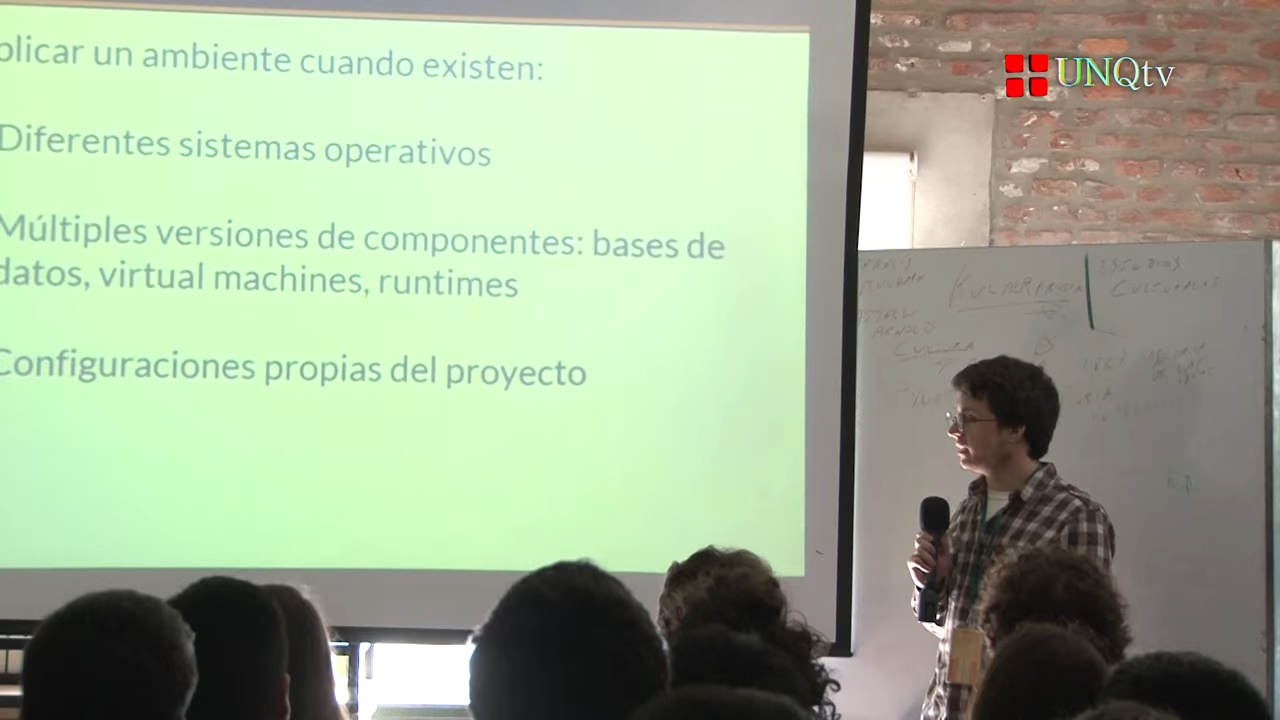 plicar un ambiente cuando existen:
Diferentes sistemas operativos
Múltiples versiones de componentes: bases de
datos, virtual machines, runtimes
Configuraciones propias del proyecto
UNQtv
ESTUDIOS
CULTURALES
ARNOLD